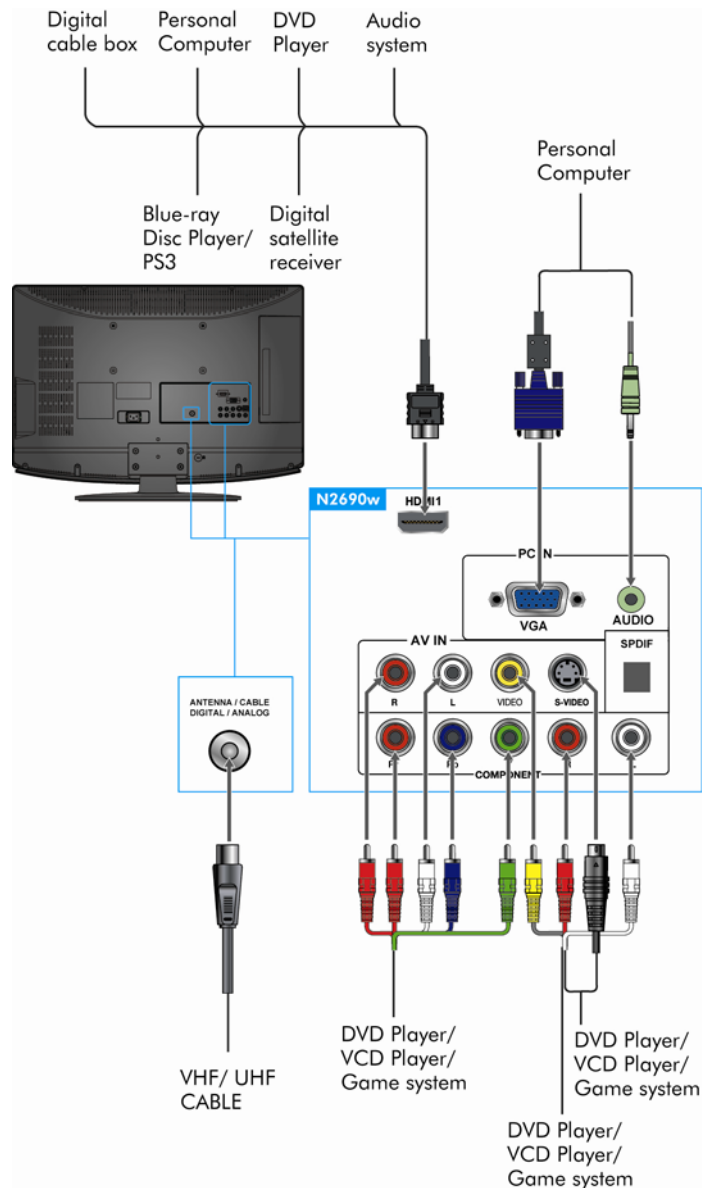 Digital
cable box
Personal
Computer
DVD
Player
Audio
system
Blue-ray
Disc Player/
PS3
Digital
satellite
receiver
Personal
Computer
N2690w
HDMI1
PC IN
VGA
AUDIO
AV IN
SPDIF
R
L
VIDEO
S-VIDEO
COMPONENT
ANTENNA / CABLE
DIGITAL / ANALOG
VHF/ UHF
CABLE
DVD Player/
VCD Player/
Game system
DVD Player/
VCD Player/
Game system
DVD Player/
VCD Player/
Game system